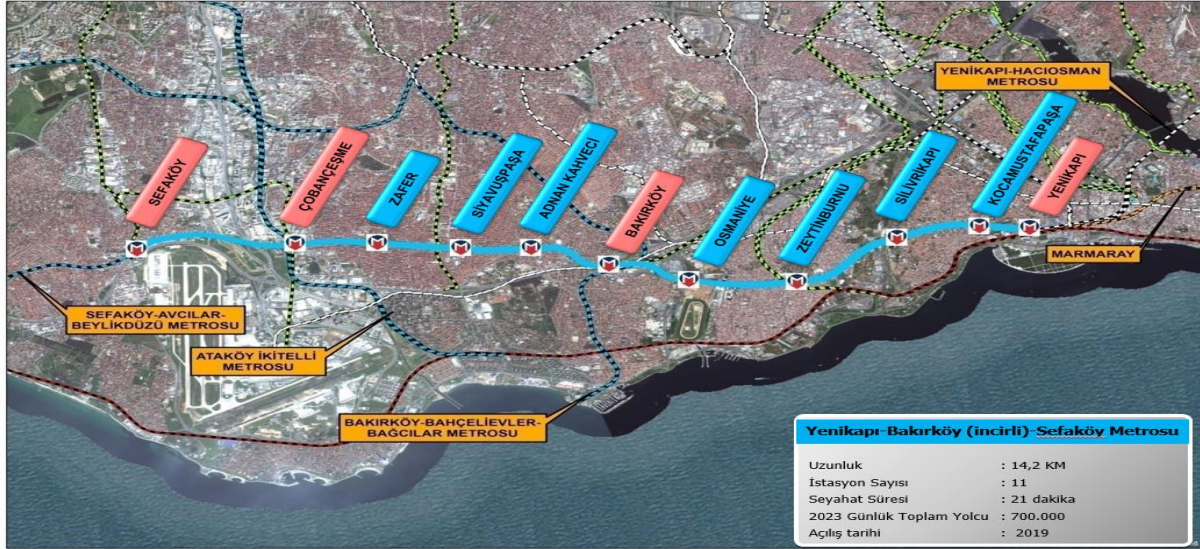 YENİKAPI-HACIOSMAN
METROSU
SEFAKÖY
ÇOBANÇEŞME
ZAFER
SİYAVUŞPAŞA
ADNAN KAHVECİ
BAKIRKÖY
OSMANİYE
ZEYTİNBURNU
SİLİVRİKAPI
KOCAMUSTAFAPAŞA
YENİKAPI
MARMARAY
SEFAKÖY-AVCILAR-
BEYLİKDÜZÜ METROSU
ATAKÖY İKİTELLİ
METROSU
BAKIRKÖY-BAHÇELİEVLER-
BAĞCILAR METROSU
Yenikapı-Bakırköy (incirli)-Sefaköy Metrosu
Uzunluk : 14,2 KM
İstasyon Sayısı : 11
Seyahat Süresi : 21 dakika
2023 Günlük Toplam Yolcu : 700.000
Açılış tarihi : 2019